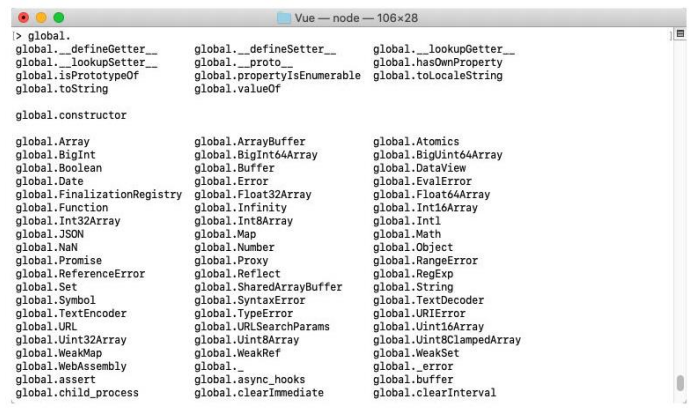 Vue — node — 106×28
> global.
global.__defineGetter__ global.__defineSetter__ global.__lookupGetter__
global.__lookupSetter__ global.__proto__ global.hasOwnProperty
global.isPrototypeOf global.propertyIsEnumerable global.toLocaleString
global.toString global.valueOf
global.constructor
global.Array global.ArrayBuffer global.Atomics
global.BigInt global.BigInt64Array global.BigUint64Array
global.Boolean global.Buffer global.DataView
global.Date global.Error global.EvalError
global.FinalizationRegistry global.Float32Array global.Float64Array
global.Function global.Infinity global.Int16Array
global.Int32Array global.Int8Array global.Intl
global.JSON global.Map global.Math
global.NaN global.Number global.Object
global.Promise global.Proxy global.RangeError
global.ReferenceError global.Reflect global.RegExp
global.Set global.SharedArrayBuffer global.String
global.Symbol global.SyntaxError global.TextDecoder
global.TextEncoder global.TypeError global.URIError
global.URL global.URLSearchParams global.Uint16Array
global.Uint32Array global.Uint8Array global.Uint8ClampedArray
global.WeakMap global.WeakRef global.WeakSet
global.WebAssembly global._ global._error
global.assert global.async_hooks global.buffer
global.child_process global.clearImmediate global.clearInterval